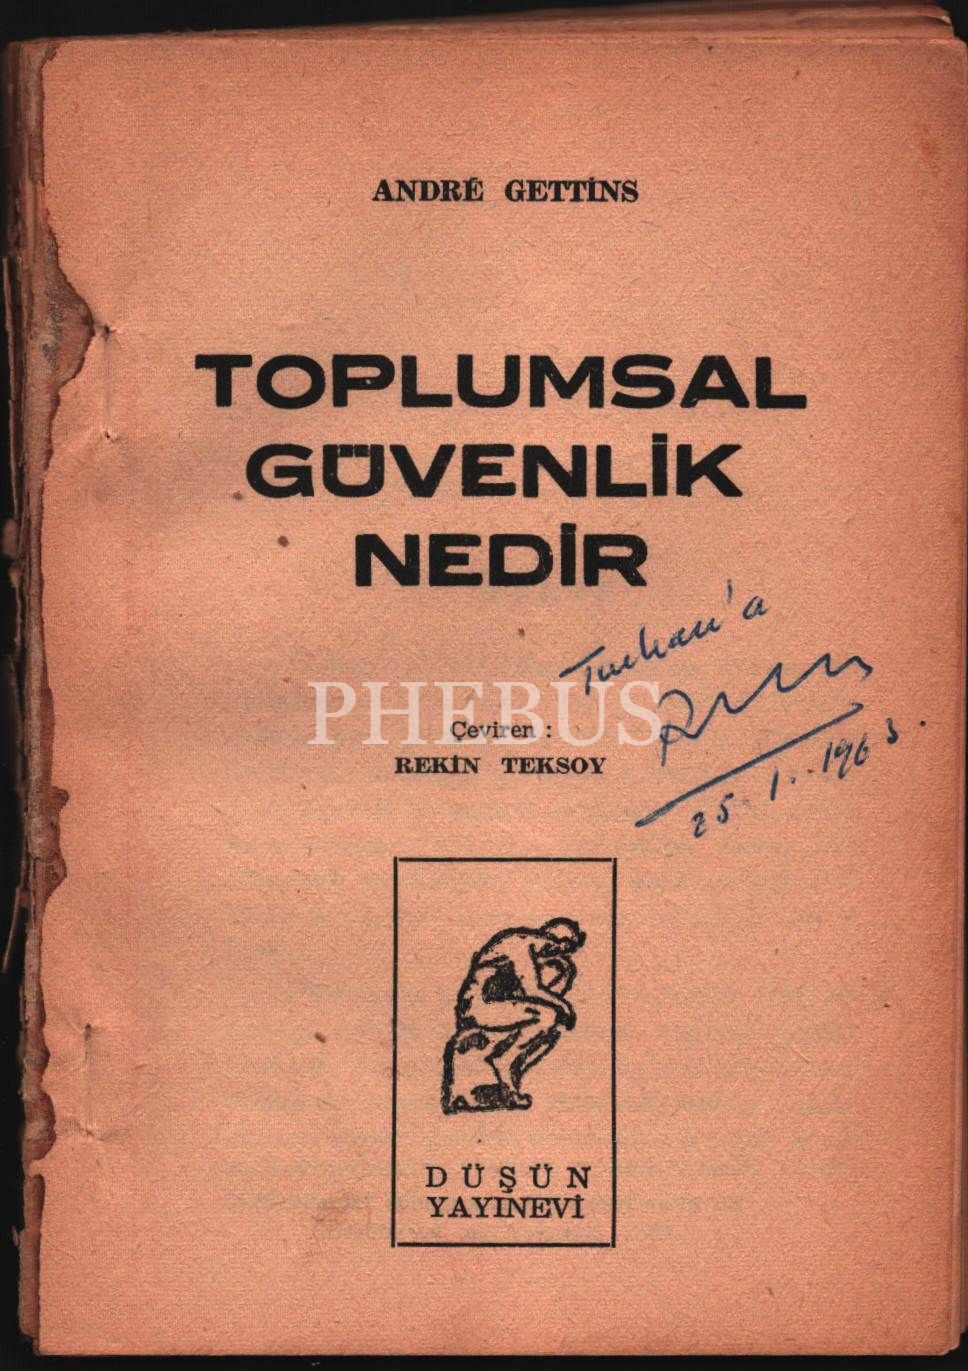 ANDRÉ GETTİNS
TOPLUMSAL
GÜVENLİK
NEDİR
Turhan'a
PHEBUS
Çeviren :
REKİN TEKSOY
25.1.1963.
DÜŞÜN
YAYINEVİ